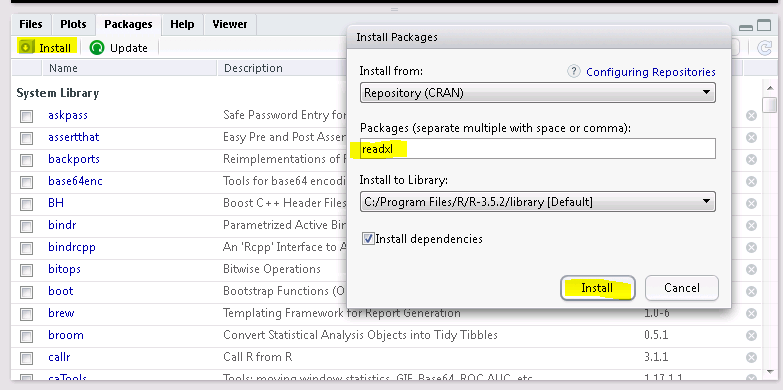 Files Plots Packages Help Viewer
Install Update
Name Description
System Library
askpass Safe Password Entry for
assertthat Easy Pre and Post Asser
backports Reimplementations of
base64enc Tools for base64 encodi
BH Boost C++ Header Files
bindr Parametrized Active Bin
bindrcpp An 'Rcpp' Interface to A
bitops Bitwise Operations
boot Bootstrap Functions (O
brew Templating Framework for Report Generation 1.0-6
broom Convert Statistical Analysis Objects into Tidy Tibbles 0.5.1
callr Call R from R 3.1.1
caTools Tools: moving window statistics, GIF, Base64, ROC AUC, etc. 1.17.1.1
Install Packages
Install from: ? Configuring Repositories
Repository (CRAN)
Packages (separate multiple with space or comma):
readxl
Install to Library:
C:/Program Files/R/R-3.5.2/library [Default]
Install dependencies
Install Cancel